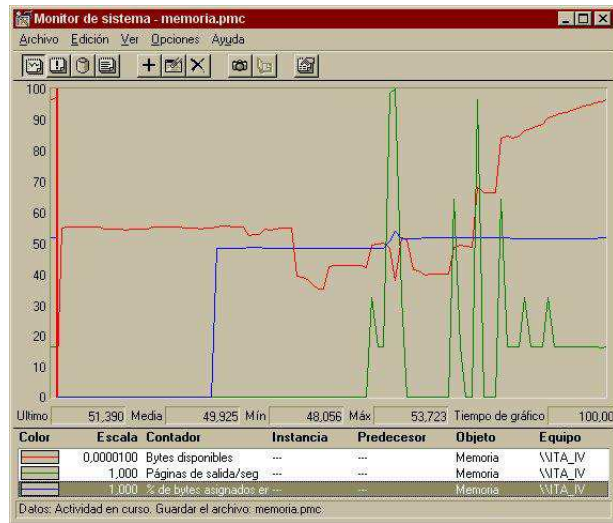 Monitor de sistema - memoria.pmc
Archivo Edición Ver Opciones Ayuda
100
90
80
70
60
50
40
30
20
10
0
Ultimo 51,390 Media 49,925 Mín 48,056 Máx 53,723 Tiempo de gráfico 100,00
Color Escala Contador Instancia Predecesor Objeto Equipo
0,0000100 Bytes disponibles --- --- Memoria \\ITA_IV
1,000 Páginas de salida/seg --- --- Memoria \\ITA_IV
1,000 % de bytes asignados er --- --- Memoria \\ITA_IV
Datos: Actividad en curso. Guardar el archivo: memoria.pmc